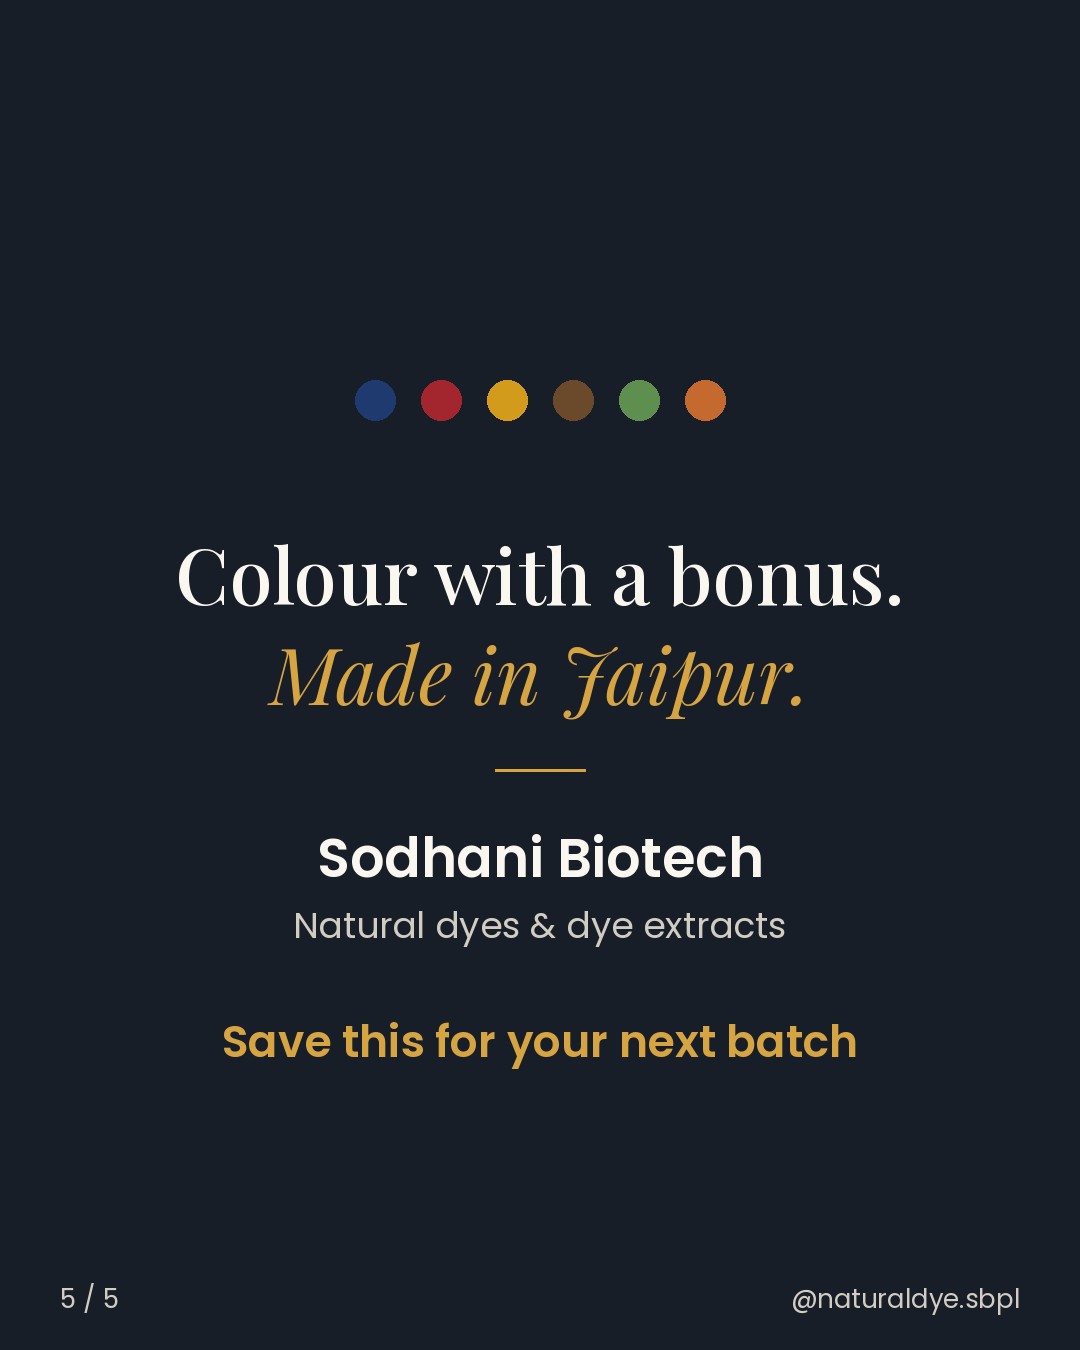 Colour with a bonus.
Made in Jaipur.
Sodhani Biotech
Natural dyes & dye extracts
Save this for your next batch
5 / 5
@naturaldye.sbpl